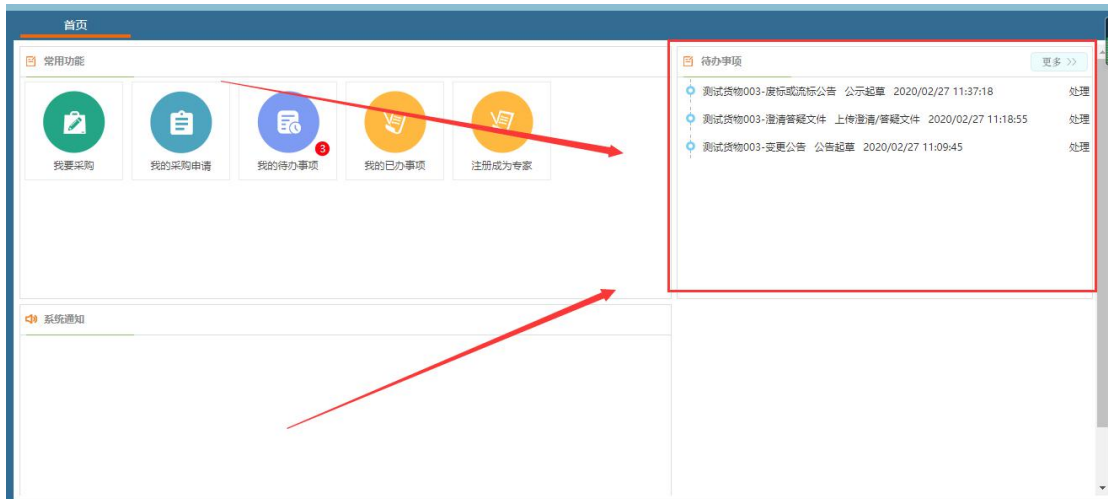 首页
常用功能
我要采购
我的采购申请
3
我的待办事项
我的已办事项
注册成为专家
待办事项
更多 >>
测试货物003-废标或流标公告 公示起草 2020/02/27 11:37:18 处理
测试货物003-澄清答疑文件 上传澄清/答疑文件 2020/02/27 11:18:55 处理
测试货物003-变更公告 公告起草 2020/02/27 11:09:45 处理
系统通知